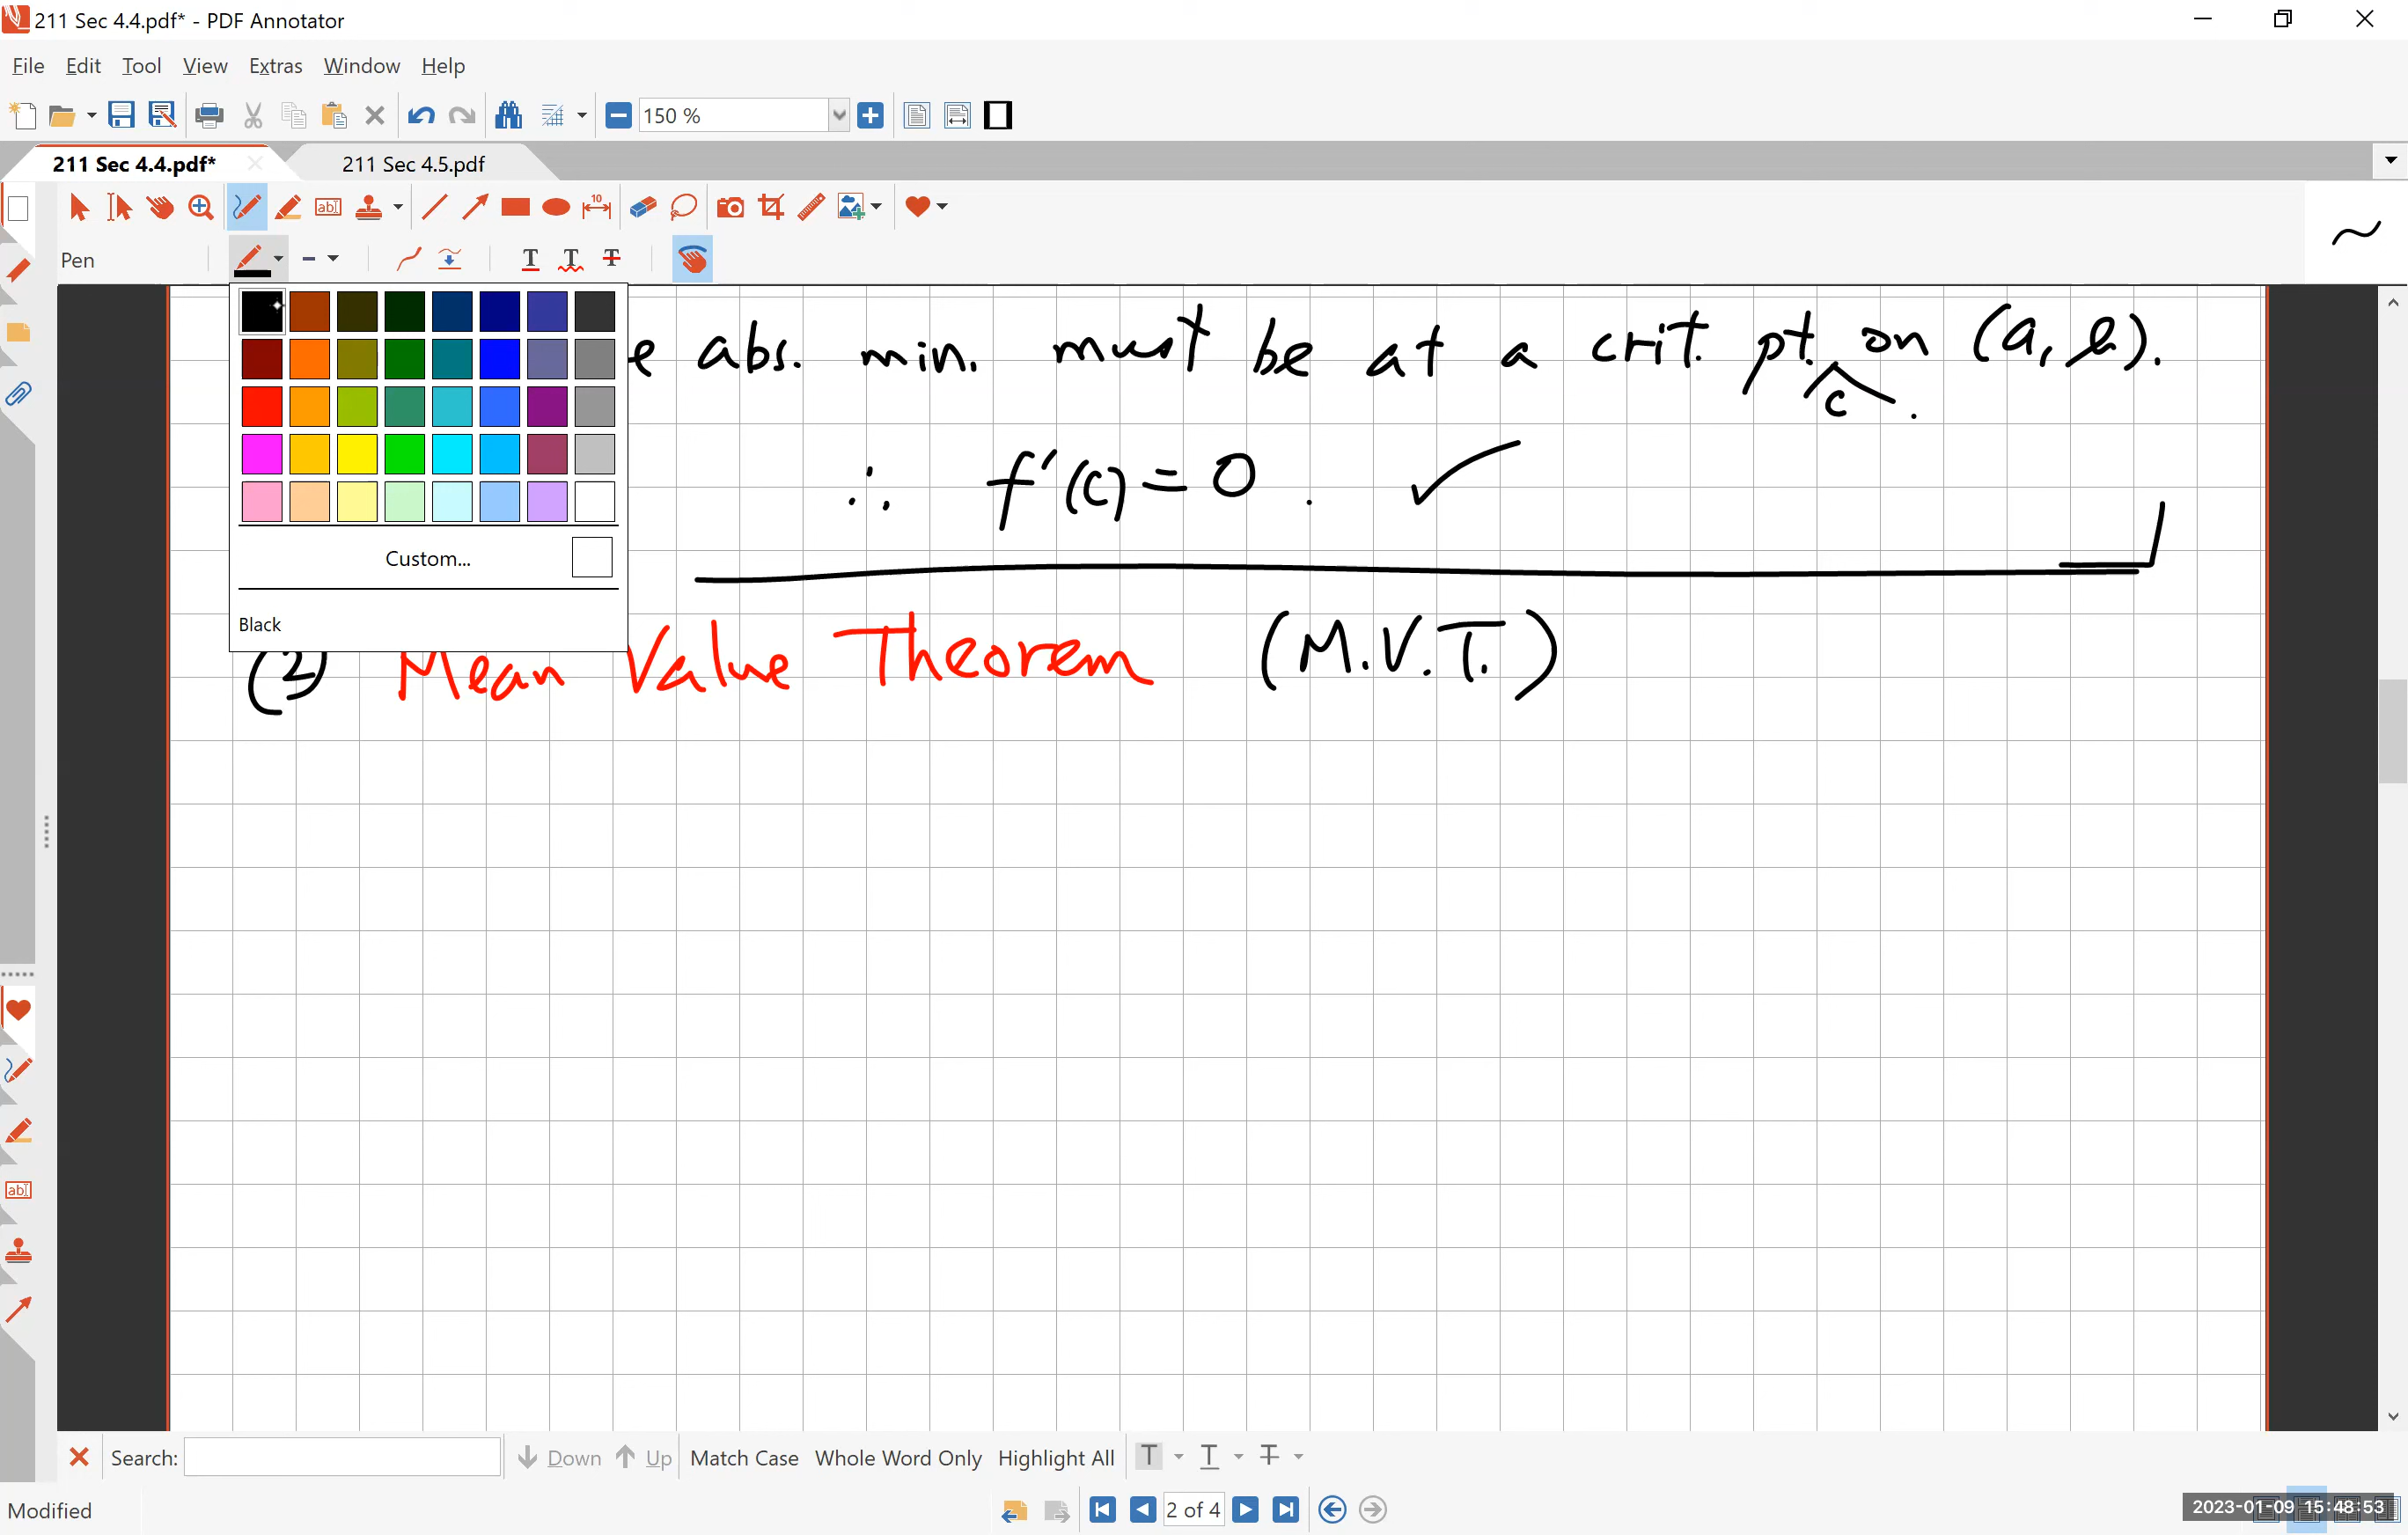 211 Sec 4.4.pdf* - PDF Annotator
File Edit Tool View Extras Window Help
150 %
211 Sec 4.4.pdf* 211 Sec 4.5.pdf
abI 10
Pen T T T
e abs. min. must be at a crit. pt. on (a, b).
c
∴ f'(c) = 0 . ✓
Custom...
Black
(2) Mean Value Theorem (M.V.T.)
abI
Search: Down Up Match Case Whole Word Only Highlight All T T T
Modified 2 of 4 2023-01-09 15:48:53